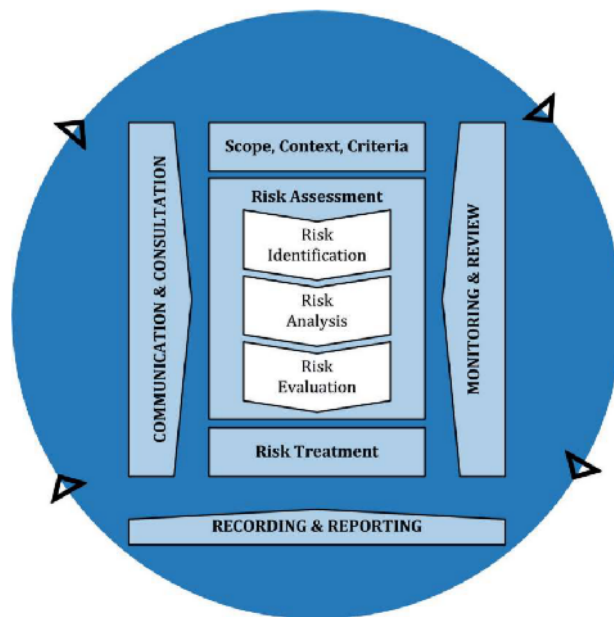 Scope, Context, Criteria
COMMUNICATION & CONSULTATION
Risk Assessment
Risk
Identification
Risk
Analysis
Risk
Evaluation
MONITORING & REVIEW
Risk Treatment
RECORDING & REPORTING